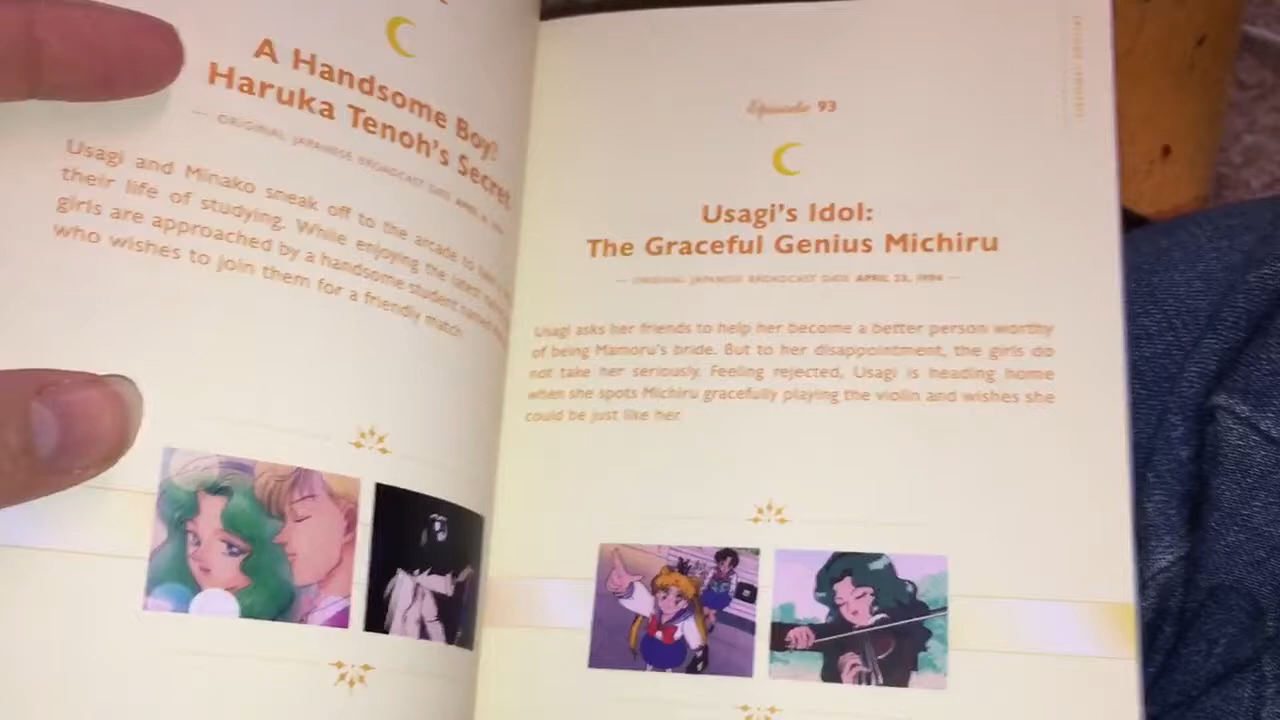 A Handsome Boy?
Haruka Tenoh's Secret
ORIGINAL JAPANESE BROADCAST DATE APRIL
Usagi and Minako sneak off to the arcade to
their life of studying. While enjoying the latest
girls are approached by a handsome student named
who wishes to join them for a friendly match.
Episode 93
Usagi's Idol:
The Graceful Genius Michiru
ORIGINAL JAPANESE BROADCAST DATE APRIL 23, 1994
Usagi asks her friends to help her become a better person worthy
of being Mamoru's bride. But to her disappointment, the girls do
not take her seriously. Feeling rejected, Usagi is heading home
when she spots Michiru gracefully playing the violin and wishes she
could be just like her.